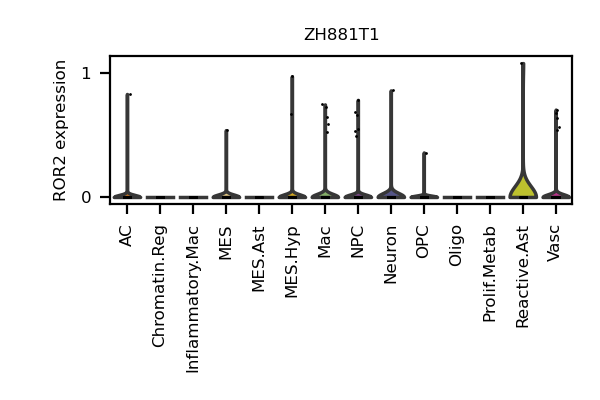 ZH881T1
ROR2 expression
1
0
AC
Chromatin.Reg
Inflammatory.Mac
MES
MES.Ast
MES.Hyp
Mac
NPC
Neuron
OPC
Oligo
Prolif.Metab
Reactive.Ast
Vasc